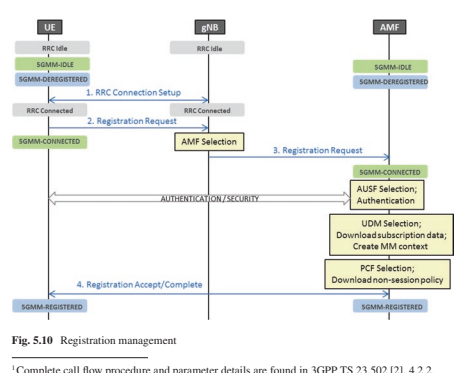 UE
gNB
AMF
RRC Idle
RRC Idle
5GMM-IDLE
5GMM-IDLE
5GMM-DEREGISTERED
5GMM-DEREGISTERED
1. RRC Connection Setup
RRC Connected
RRC Connected
2. Registration Request
5GMM-CONNECTED
AMF Selection
3. Registration Request
5GMM-CONNECTED
AUTHENTICATION/SECURITY
AUSF Selection;
Authentication
UDM Selection;
Download subscription data;
Create MM context
PCF Selection;
Download non-session policy
4. Registration Accept/Complete
5GMM-REGISTERED
5GMM-REGISTERED
Fig. 5.10 Registration management
1Complete call flow procedure and parameter details are found in 3GPP TS 23.502 [2], 4.2.2